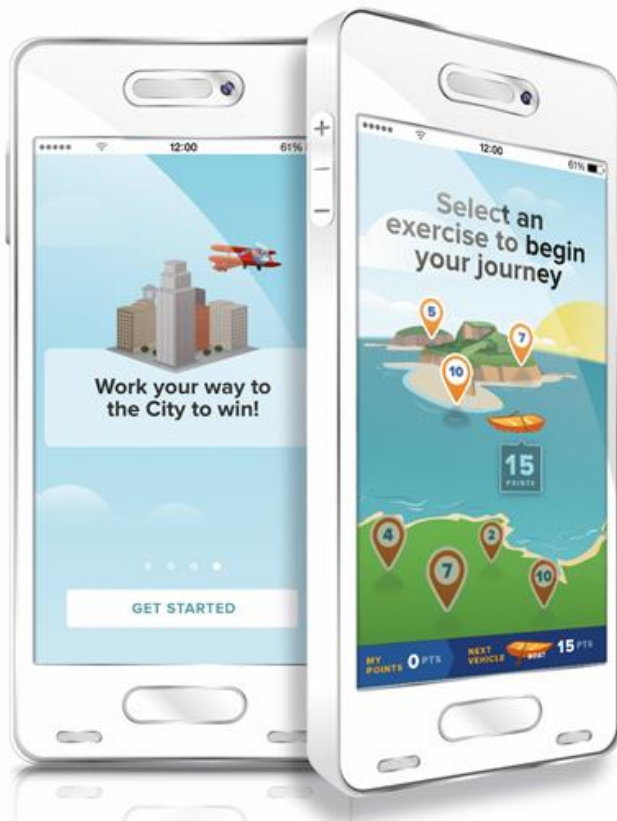 12:00
61%
Work your way to
the City to win!
GET STARTED
+
−
12:00
61%
Select an
exercise to begin
your journey
5
7
10
15
POINTS
4
2
7
10
MY
POINTS 0 PTS
NEXT
VEHICLE
BOAT
15 PTS